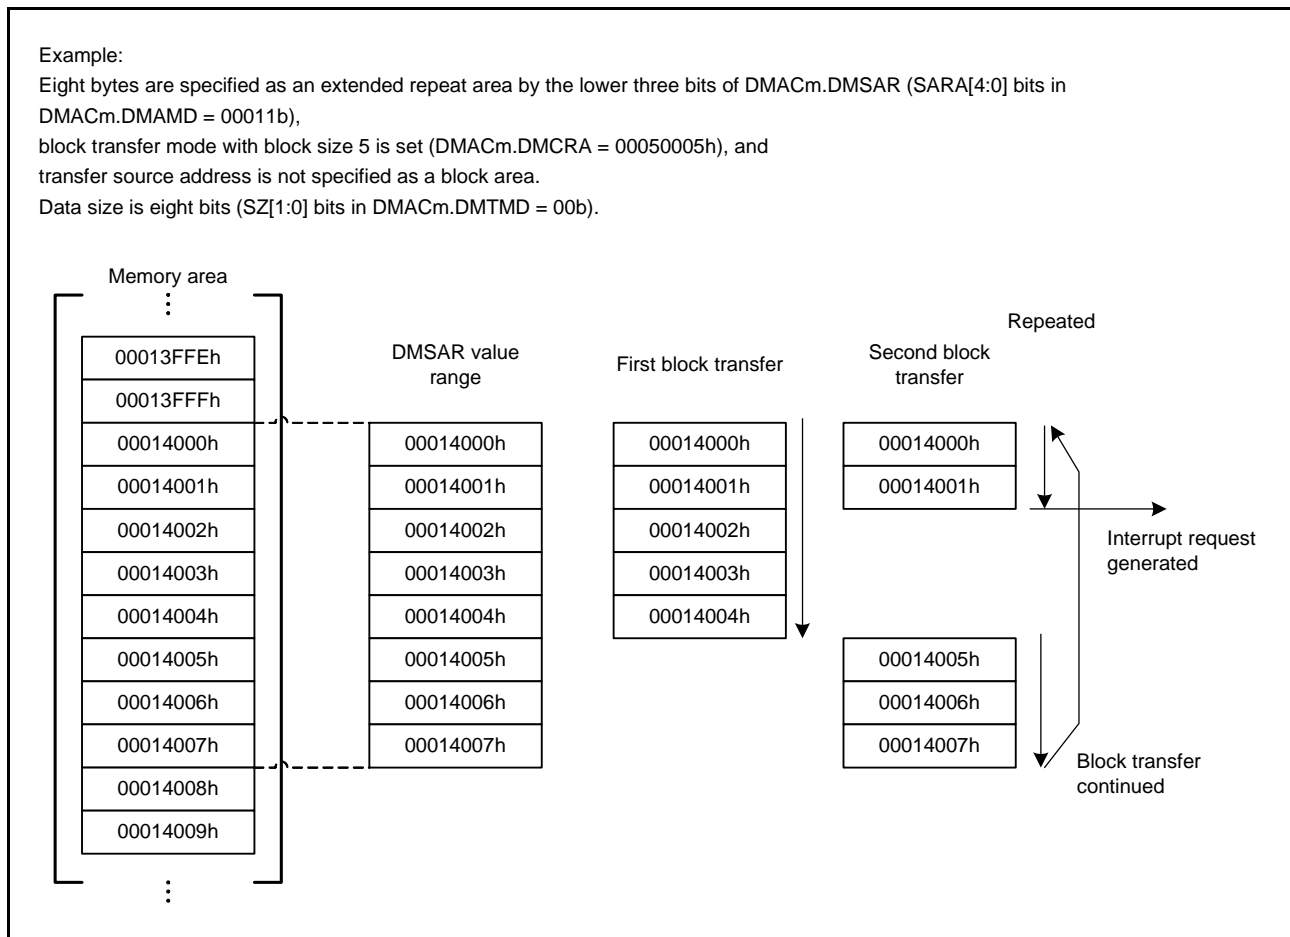 Example:
Eight bytes are specified as an extended repeat area by the lower three bits of DMACm.DMSAR (SARA[4:0] bits in
DMACm.DMAMD = 00011b),
block transfer mode with block size 5 is set (DMACm.DMCRA = 00050005h), and
transfer source address is not specified as a block area.
Data size is eight bits (SZ[1:0] bits in DMACm.DMTMD = 00b).
Memory area
00013FFEh
00013FFFh
00014000h
00014001h
00014002h
00014003h
00014004h
00014005h
00014006h
00014007h
00014008h
00014009h
DMSAR value
range
00014000h
00014001h
00014002h
00014003h
00014004h
00014005h
00014006h
00014007h
First block transfer
00014000h
00014001h
00014002h
00014003h
00014004h
Second block
transfer
00014000h
00014001h
00014005h
00014006h
00014007h
Repeated
Interrupt request
generated
Block transfer
continued